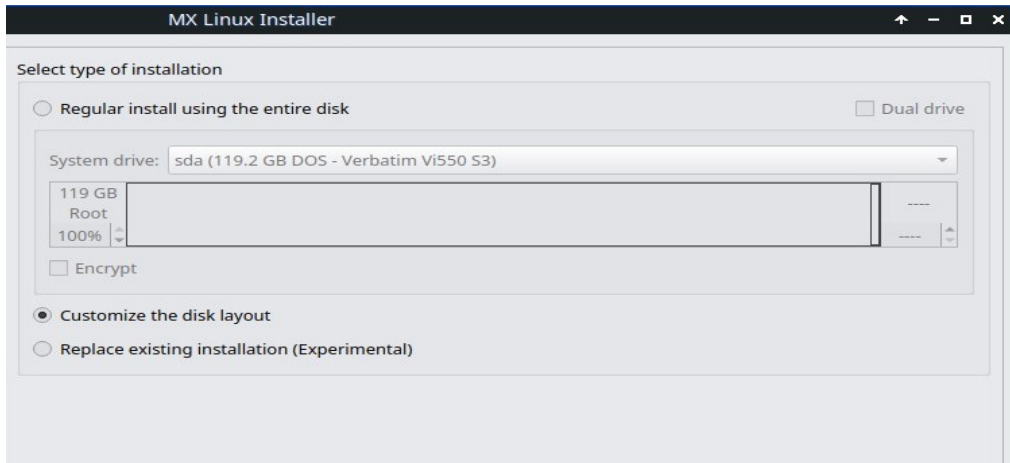 MX Linux Installer
Select type of installation
Regular install using the entire disk Dual drive
System drive: sda (119.2 GB DOS - Verbatim Vi550 S3)
119 GB
Root ----
100% ----
Encrypt
Customize the disk layout
Replace existing installation (Experimental)